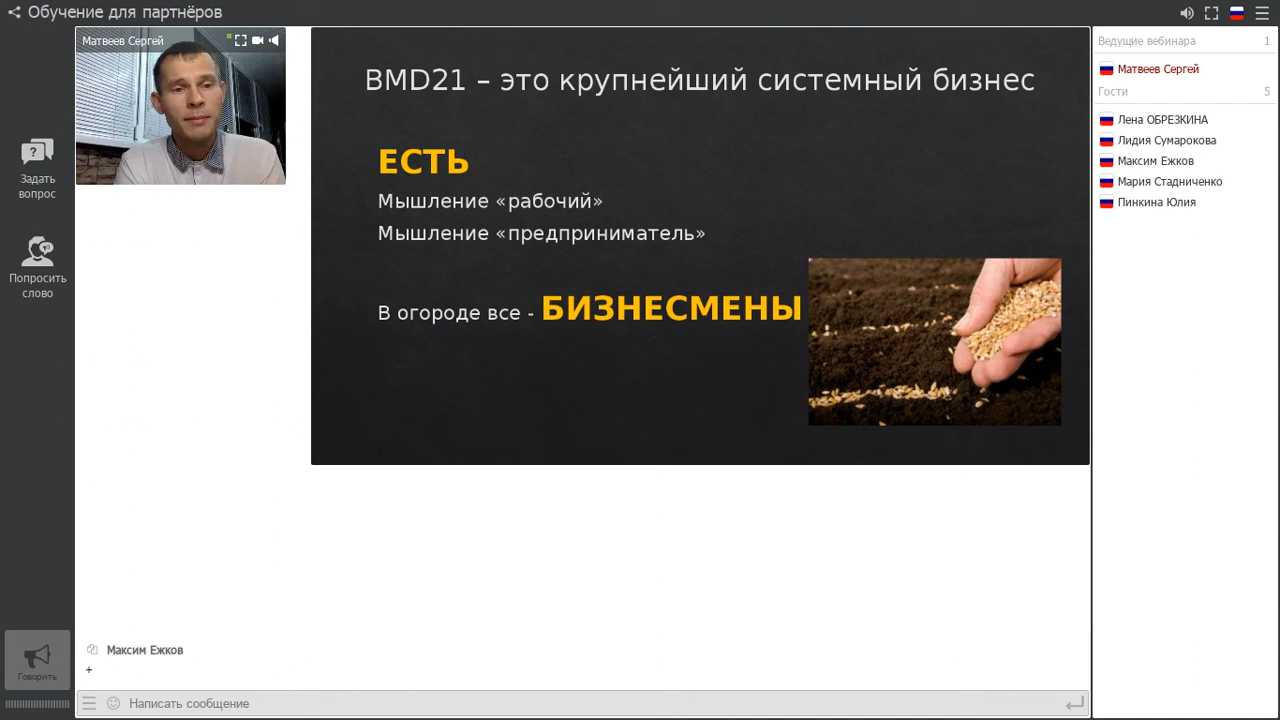 Обучение для партнёров
Матвеев Сергей
Задать
вопрос
Попросить
слово
Говорить
BMD21 – это крупнейший системный бизнес
ЕСТЬ
Мышление «рабочий»
Мышление «предприниматель»
В огороде все - БИЗНЕСМЕНЫ
Максим Ежков
+
Написать сообщение
Ведущие вебинара 1
Матвеев Сергей
Гости 5
Лена ОБРЕЗКИНА
Лидия Сумарокова
Максим Ежков
Мария Стадниченко
Пинкина Юлия